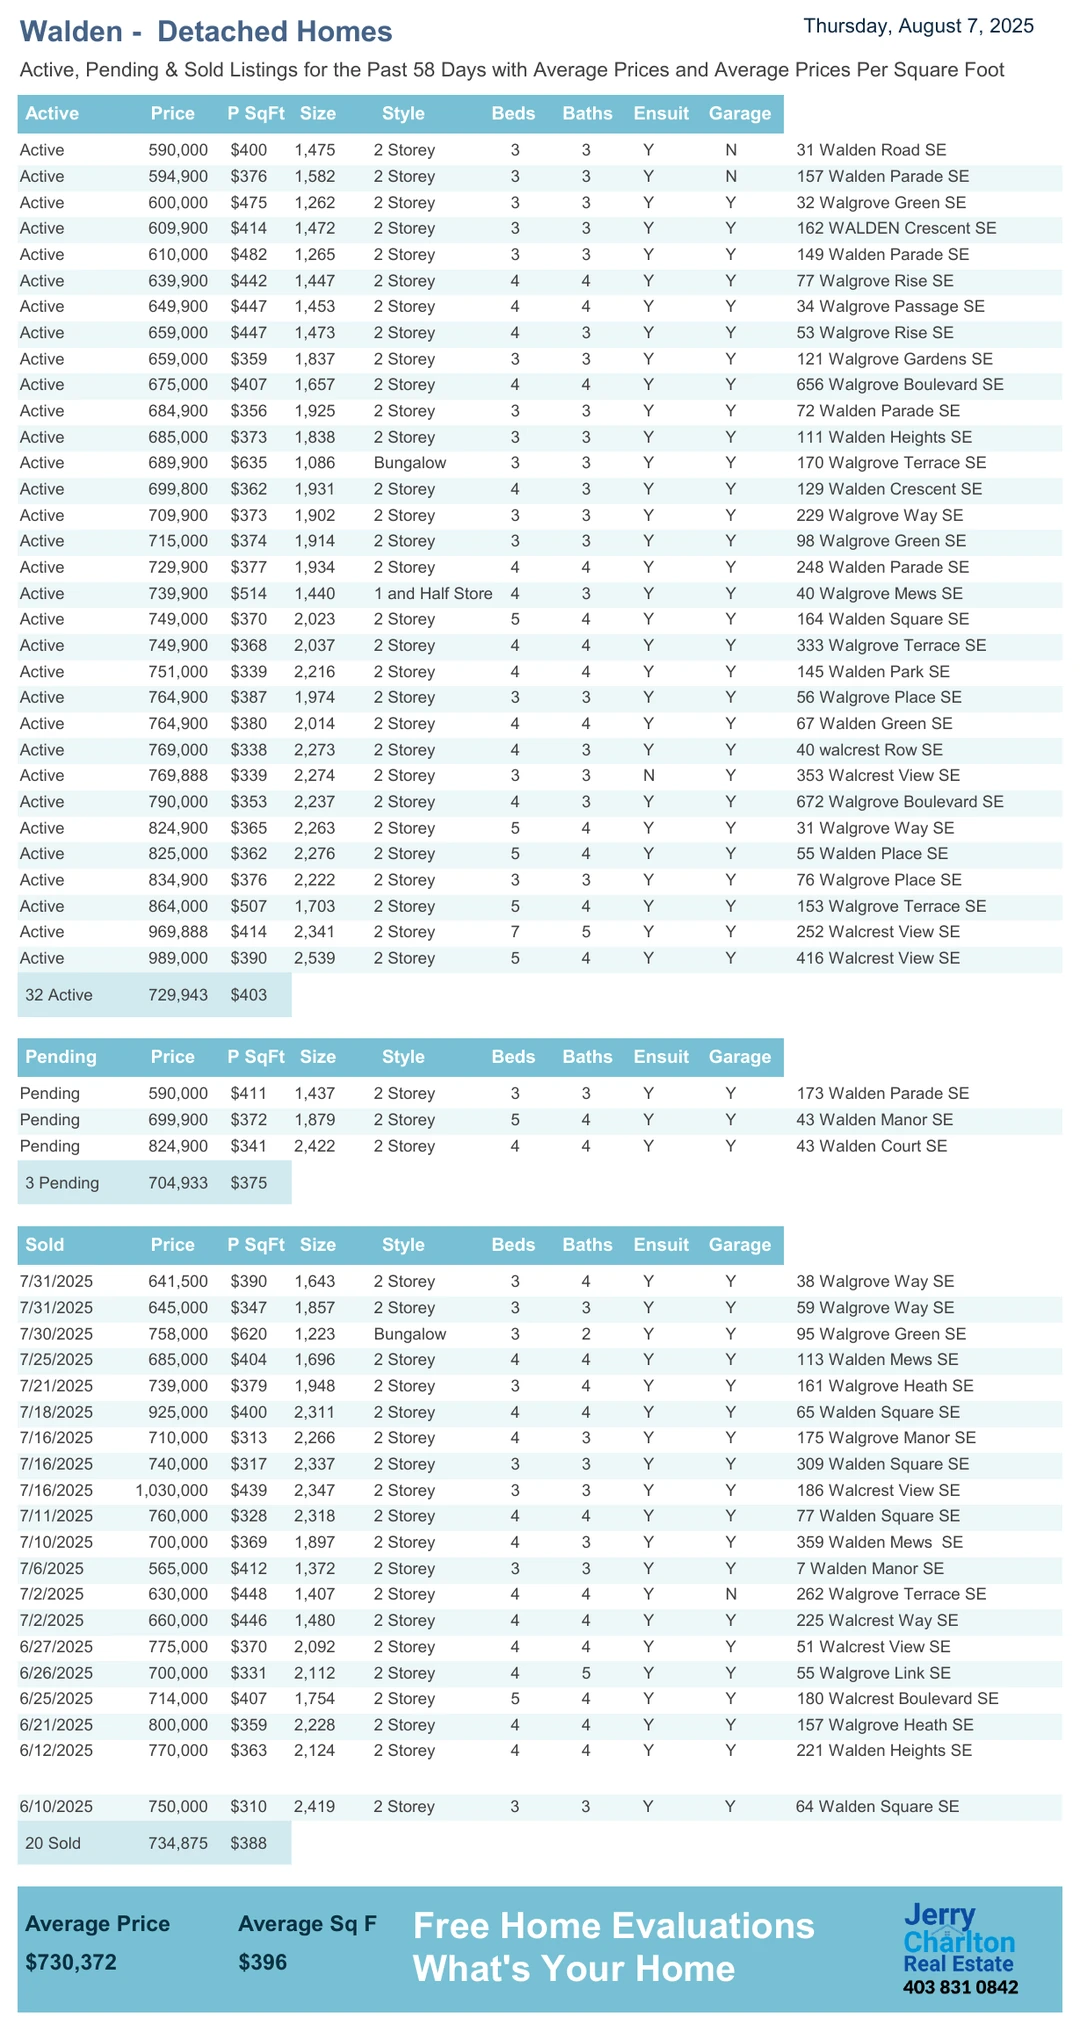 Walden - Detached Homes
Thursday, August 7, 2025
Active, Pending & Sold Listings for the Past 58 Days with Average Prices and Average Prices Per Square Foot
Active Price P SqFt Size Style Beds Baths Ensuit Garage
Active 590,000 $400 1,475 2 Storey 3 3 Y N 31 Walden Road SE
Active 594,900 $376 1,582 2 Storey 3 3 Y N 157 Walden Parade SE
Active 600,000 $475 1,262 2 Storey 3 3 Y Y 32 Walgrove Green SE
Active 609,900 $414 1,472 2 Storey 3 3 Y Y 162 WALDEN Crescent SE
Active 610,000 $482 1,265 2 Storey 3 3 Y Y 149 Walden Parade SE
Active 639,900 $442 1,447 2 Storey 4 4 Y Y 77 Walgrove Rise SE
Active 649,900 $447 1,453 2 Storey 4 4 Y Y 34 Walgrove Passage SE
Active 659,000 $447 1,473 2 Storey 4 3 Y Y 53 Walgrove Rise SE
Active 659,000 $359 1,837 2 Storey 3 3 Y Y 121 Walgrove Gardens SE
Active 675,000 $407 1,657 2 Storey 4 4 Y Y 656 Walgrove Boulevard SE
Active 684,900 $356 1,925 2 Storey 3 3 Y Y 72 Walden Parade SE
Active 685,000 $373 1,838 2 Storey 3 3 Y Y 111 Walden Heights SE
Active 689,900 $635 1,086 Bungalow 3 3 Y Y 170 Walgrove Terrace SE
Active 699,800 $362 1,931 2 Storey 4 3 Y Y 129 Walden Crescent SE
Active 709,900 $373 1,902 2 Storey 3 3 Y Y 229 Walgrove Way SE
Active 715,000 $374 1,914 2 Storey 3 3 Y Y 98 Walgrove Green SE
Active 729,900 $377 1,934 2 Storey 4 4 Y Y 248 Walden Parade SE
Active 739,900 $514 1,440 1 and Half Store 4 3 Y Y 40 Walgrove Mews SE
Active 749,000 $370 2,023 2 Storey 5 4 Y Y 164 Walden Square SE
Active 749,900 $368 2,037 2 Storey 4 4 Y Y 333 Walgrove Terrace SE
Active 751,000 $339 2,216 2 Storey 4 4 Y Y 145 Walden Park SE
Active 764,900 $387 1,974 2 Storey 3 3 Y Y 56 Walgrove Place SE
Active 764,900 $380 2,014 2 Storey 4 4 Y Y 67 Walden Green SE
Active 769,000 $338 2,273 2 Storey 4 3 Y Y 40 walcrest Row SE
Active 769,888 $339 2,274 2 Storey 3 3 N Y 353 Walcrest View SE
Active 790,000 $353 2,237 2 Storey 4 3 Y Y 672 Walgrove Boulevard SE
Active 824,900 $365 2,263 2 Storey 5 4 Y Y 31 Walgrove Way SE
Active 825,000 $362 2,276 2 Storey 5 4 Y Y 55 Walden Place SE
Active 834,900 $376 2,222 2 Storey 3 3 Y Y 76 Walgrove Place SE
Active 864,000 $507 1,703 2 Storey 5 4 Y Y 153 Walgrove Terrace SE
Active 969,888 $414 2,341 2 Storey 7 5 Y Y 252 Walcrest View SE
Active 989,000 $390 2,539 2 Storey 5 4 Y Y 416 Walcrest View SE
32 Active 729,943 $403
Pending Price P SqFt Size Style Beds Baths Ensuit Garage
Pending 590,000 $411 1,437 2 Storey 3 3 Y Y 173 Walden Parade SE
Pending 699,900 $372 1,879 2 Storey 5 4 Y Y 43 Walden Manor SE
Pending 824,900 $341 2,422 2 Storey 4 4 Y Y 43 Walden Court SE
3 Pending 704,933 $375
Sold Price P SqFt Size Style Beds Baths Ensuit Garage
7/31/2025 641,500 $390 1,643 2 Storey 3 4 Y Y 38 Walgrove Way SE
7/31/2025 645,000 $347 1,857 2 Storey 3 3 Y Y 59 Walgrove Way SE
7/30/2025 758,000 $620 1,223 Bungalow 3 2 Y Y 95 Walgrove Green SE
7/25/2025 685,000 $404 1,696 2 Storey 4 4 Y Y 113 Walden Mews SE
7/21/2025 739,000 $379 1,948 2 Storey 3 4 Y Y 161 Walgrove Heath SE
7/18/2025 925,000 $400 2,311 2 Storey 4 4 Y Y 65 Walden Square SE
7/16/2025 710,000 $313 2,266 2 Storey 4 3 Y Y 175 Walgrove Manor SE
7/16/2025 740,000 $317 2,337 2 Storey 3 3 Y Y 309 Walden Square SE
7/16/2025 1,030,000 $439 2,347 2 Storey 3 3 Y Y 186 Walcrest View SE
7/11/2025 760,000 $328 2,318 2 Storey 4 4 Y Y 77 Walden Square SE
7/10/2025 700,000 $369 1,897 2 Storey 4 3 Y Y 359 Walden Mews SE
7/6/2025 565,000 $412 1,372 2 Storey 3 3 Y Y 7 Walden Manor SE
7/2/2025 630,000 $448 1,407 2 Storey 4 4 Y N 262 Walgrove Terrace SE
7/2/2025 660,000 $446 1,480 2 Storey 4 4 Y Y 225 Walcrest Way SE
6/27/2025 775,000 $370 2,092 2 Storey 4 4 Y Y 51 Walcrest View SE
6/26/2025 700,000 $331 2,112 2 Storey 4 5 Y Y 55 Walgrove Link SE
6/25/2025 714,000 $407 1,754 2 Storey 5 4 Y Y 180 Walcrest Boulevard SE
6/21/2025 800,000 $359 2,228 2 Storey 4 4 Y Y 157 Walgrove Heath SE
6/12/2025 770,000 $363 2,124 2 Storey 4 4 Y Y 221 Walden Heights SE
6/10/2025 750,000 $310 2,419 2 Storey 3 3 Y Y 64 Walden Square SE
20 Sold 734,875 $388
Average Price Average Sq F
$730,372 $396
Free Home Evaluations
What's Your Home
Jerry
Charlton
Real Estate
403 831 0842